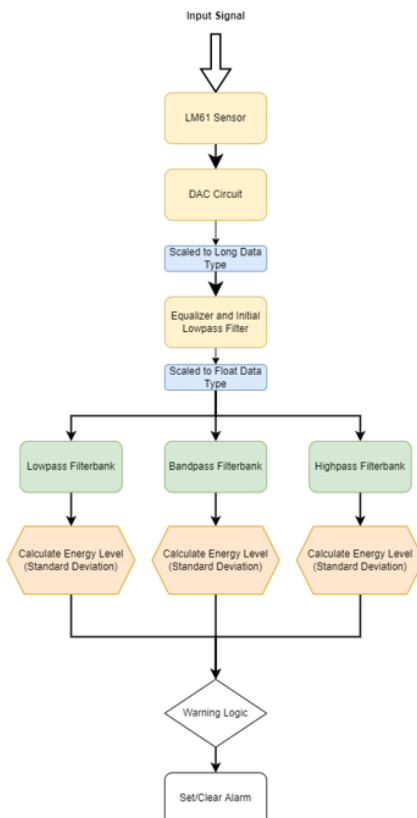 Input Signal
LM61 Sensor
DAC Circuit
Scaled to Long Data
Type
Equalizer and Initial
Lowpass Filter
Scaled to Float Data
Type
Lowpass Filterbank
Bandpass Filterbank
Highpass Filterbank
Calculate Energy Level
(Standard Deviation)
Calculate Energy Level
(Standard Deviation)
Calculate Energy Level
(Standard Deviation)
Warning Logic
Set/Clear Alarm